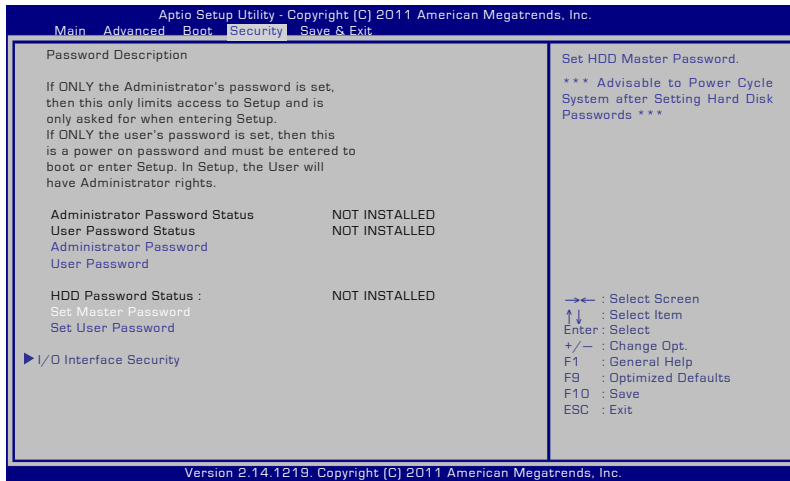 Aptio Setup Utility - Copyright (C) 2011 American Megatrends, Inc.
Main Advanced Boot Security Save & Exit
Password Description
If ONLY the Administrator's password is set,
then this only limits access to Setup and is
only asked for when entering Setup.
If ONLY the user's password is set, then this
is a power on password and must be entered to
boot or enter Setup. In Setup, the User will
have Administrator rights.
Administrator Password Status NOT INSTALLED
User Password Status NOT INSTALLED
Administrator Password
User Password
HDD Password Status : NOT INSTALLED
Set Master Password
Set User Password
I/O Interface Security
Set HDD Master Password.
*** Advisable to Power Cycle
System after Setting Hard Disk
Passwords ***
→← : Select Screen
↑↓ : Select Item
Enter : Select
+/— : Change Opt.
F1 : General Help
F9 : Optimized Defaults
F10 : Save
ESC : Exit
Version 2.14.1219. Copyright (C) 2011 American Megatrends, Inc.